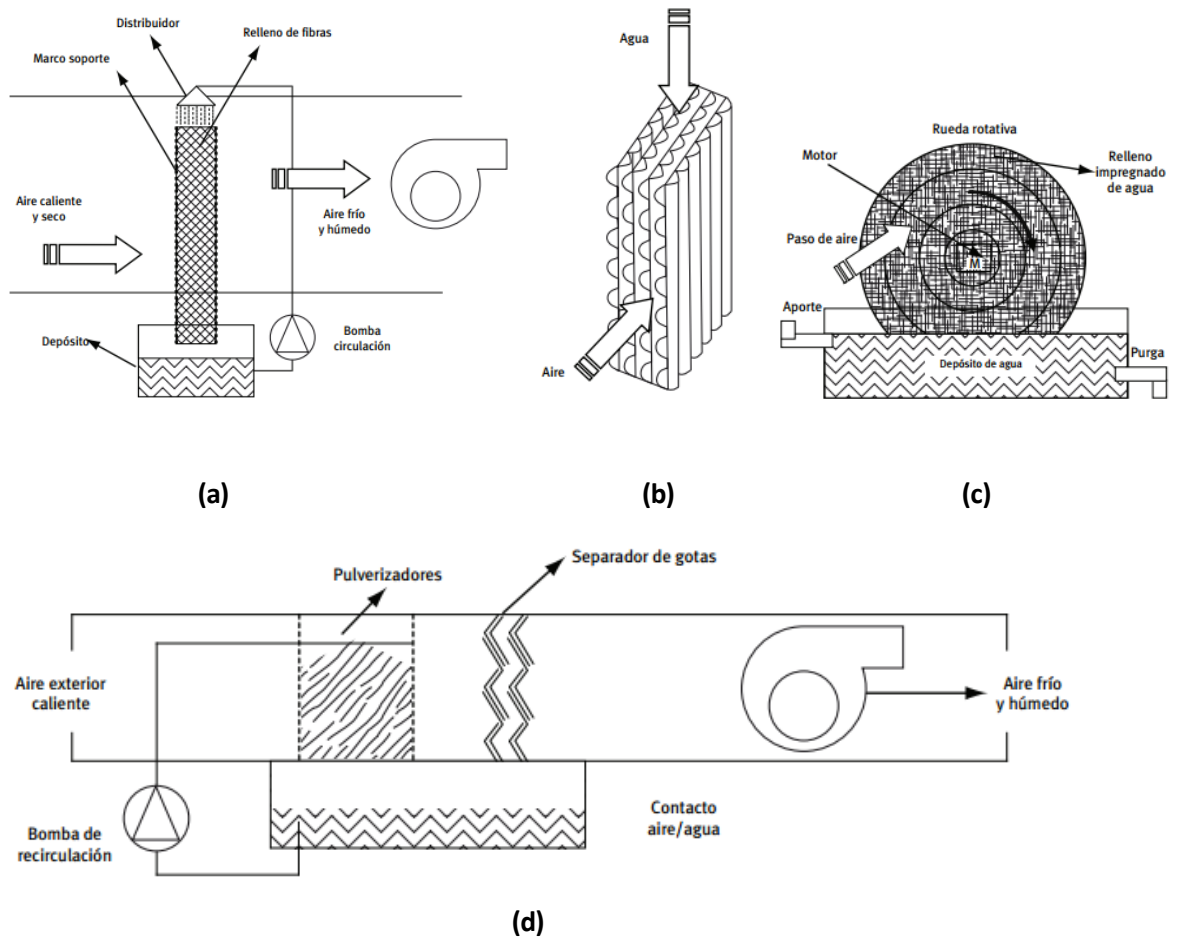 Distribuidor
Relleno de fibras
Marco soporte
Aire caliente
y seco
Aire frío
y húmedo
Depósito
Bomba
circulación
(a)
Agua
Aire
(b)
Rueda rotativa
Motor
Relleno
impregnado
de agua
Paso de aire
M
Aporte
Purga
Depósito de agua
(c)
Separador de gotas
Pulverizadores
Aire exterior
caliente
Aire frío
y húmedo
Bomba de
recirculación
Contacto
aire/agua
(d)